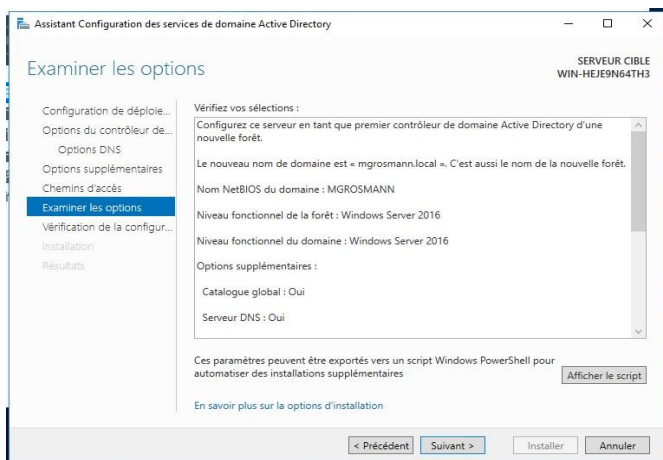 Assistant Configuration des services de domaine Active Directory
Examiner les options
SERVEUR CIBLE
WIN-HEJE9N64TH3
Configuration de déploie...
Options du contrôleur de...
Options DNS
Options supplémentaires
Chemins d'accès
Examiner les options
Vérification de la configur...
Installation
Résultats
Vérifiez vos sélections :
Configurez ce serveur en tant que premier contrôleur de domaine Active Directory d'une
nouvelle forêt.
Le nouveau nom de domaine est « mgrosmann.local ». C'est aussi le nom de la nouvelle forêt.
Nom NetBIOS du domaine : MGROSMANN
Niveau fonctionnel de la forêt : Windows Server 2016
Niveau fonctionnel du domaine : Windows Server 2016
Options supplémentaires :
Catalogue global : Oui
Serveur DNS : Oui
Ces paramètres peuvent être exportés vers un script Windows PowerShell pour
automatiser des installations supplémentaires
Afficher le script
En savoir plus sur la options d'installation
< Précédent
Suivant >
Installer
Annuler